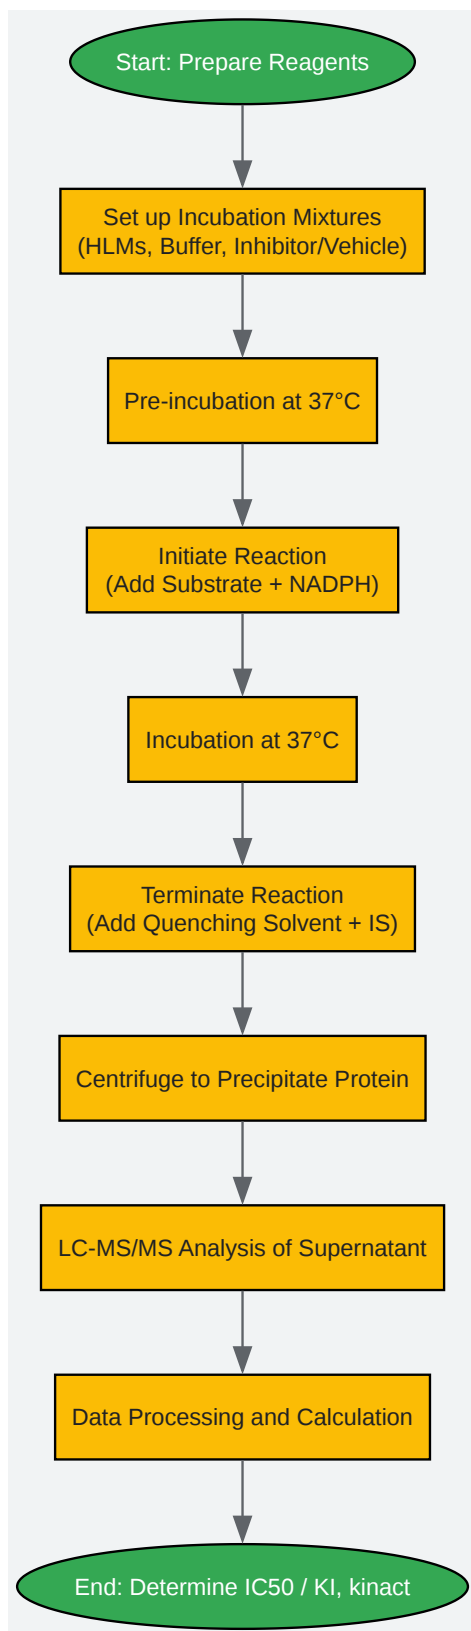 Start: Prepare Reagents
Set up Incubation Mixtures
(HLMs, Buffer, Inhibitor/Vehicle)
Pre-incubation at 37°C
Initiate Reaction
(Add Substrate + NADPH)
Incubation at 37°C
Terminate Reaction
(Add Quenching Solvent + IS)
Centrifuge to Precipitate Protein
LC-MS/MS Analysis of Supernatant
Data Processing and Calculation
End: Determine IC50 / KI, kinact